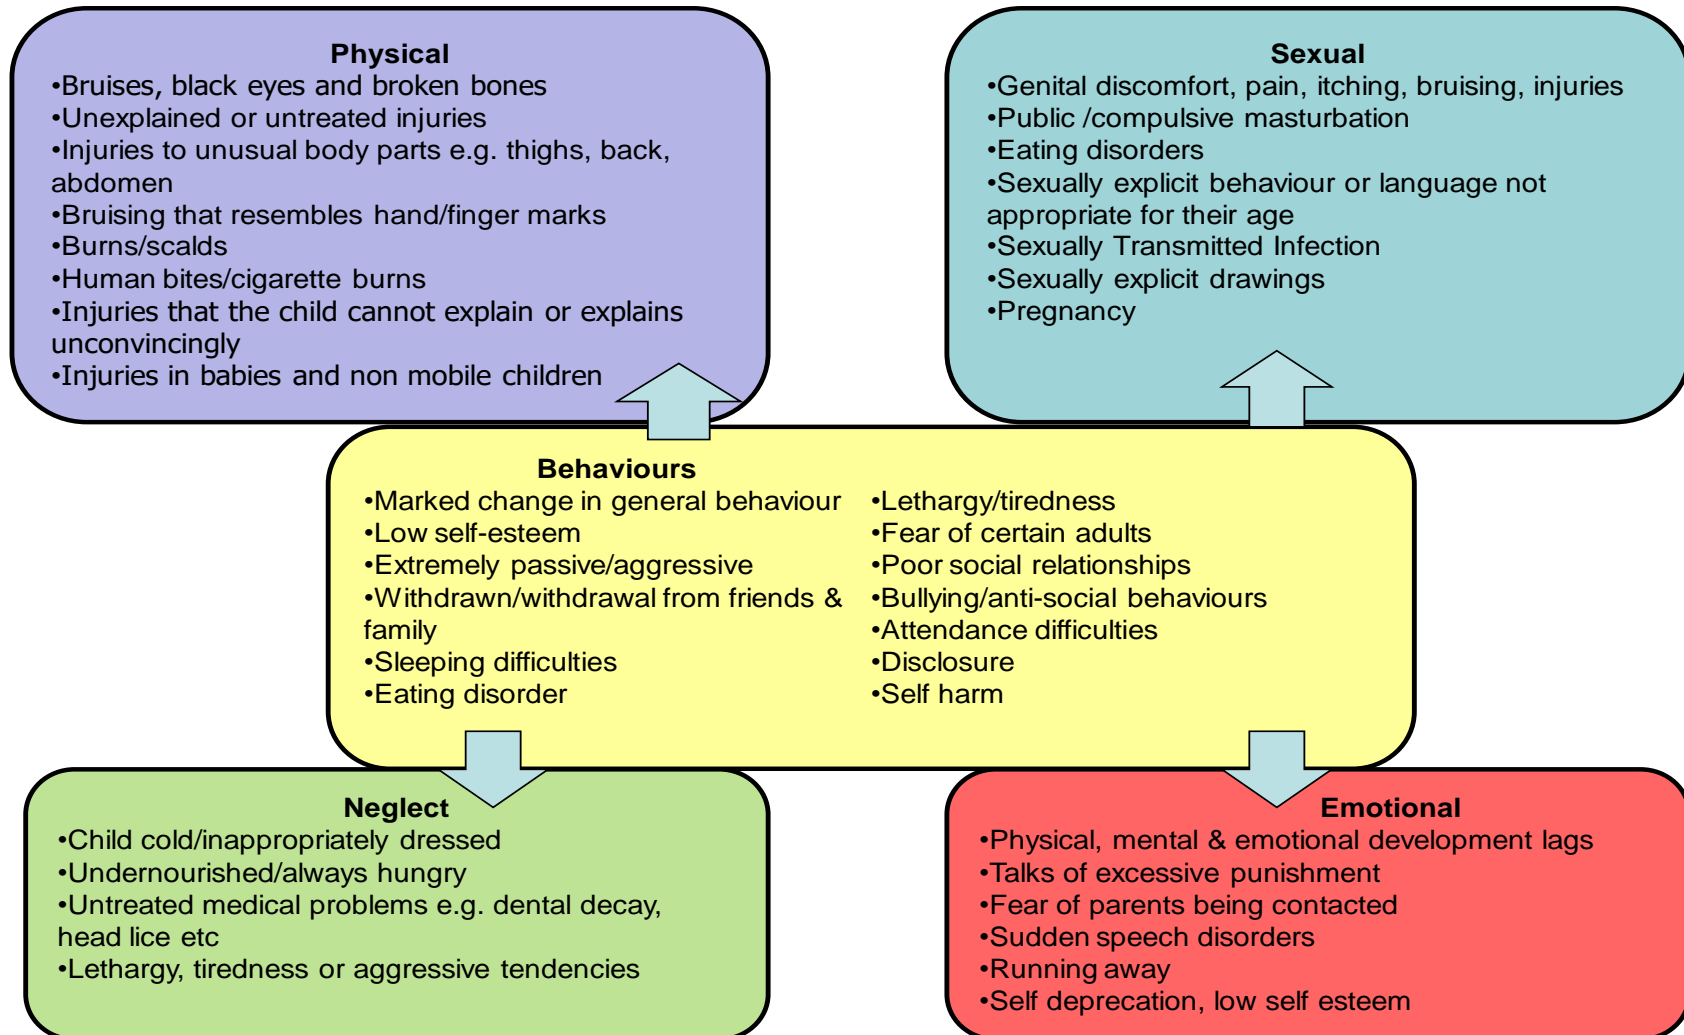 Physical
•Bruises, black eyes and broken bones
•Unexplained or untreated injuries
•Injuries to unusual body parts e.g. thighs, back,
abdomen
•Bruising that resembles hand/finger marks
•Burns/scalds
•Human bites/cigarette burns
•Injuries that the child cannot explain or explains
unconvincingly
•Injuries in babies and non mobile children
Sexual
•Genital discomfort, pain, itching, bruising, injuries
•Public /compulsive masturbation
•Eating disorders
•Sexually explicit behaviour or language not
appropriate for their age
•Sexually Transmitted Infection
•Sexually explicit drawings
•Pregnancy
Behaviours
•Marked change in general behaviour
•Low self-esteem
•Extremely passive/aggressive
•Withdrawn/withdrawal from friends &
family
•Sleeping difficulties
•Eating disorder
•Lethargy/tiredness
•Fear of certain adults
•Poor social relationships
•Bullying/anti-social behaviours
•Attendance difficulties
•Disclosure
•Self harm
Neglect
•Child cold/inappropriately dressed
•Undernourished/always hungry
•Untreated medical problems e.g. dental decay,
head lice etc
•Lethargy, tiredness or aggressive tendencies
Emotional
•Physical, mental & emotional development lags
•Talks of excessive punishment
•Fear of parents being contacted
•Sudden speech disorders
•Running away
•Self deprecation, low self esteem